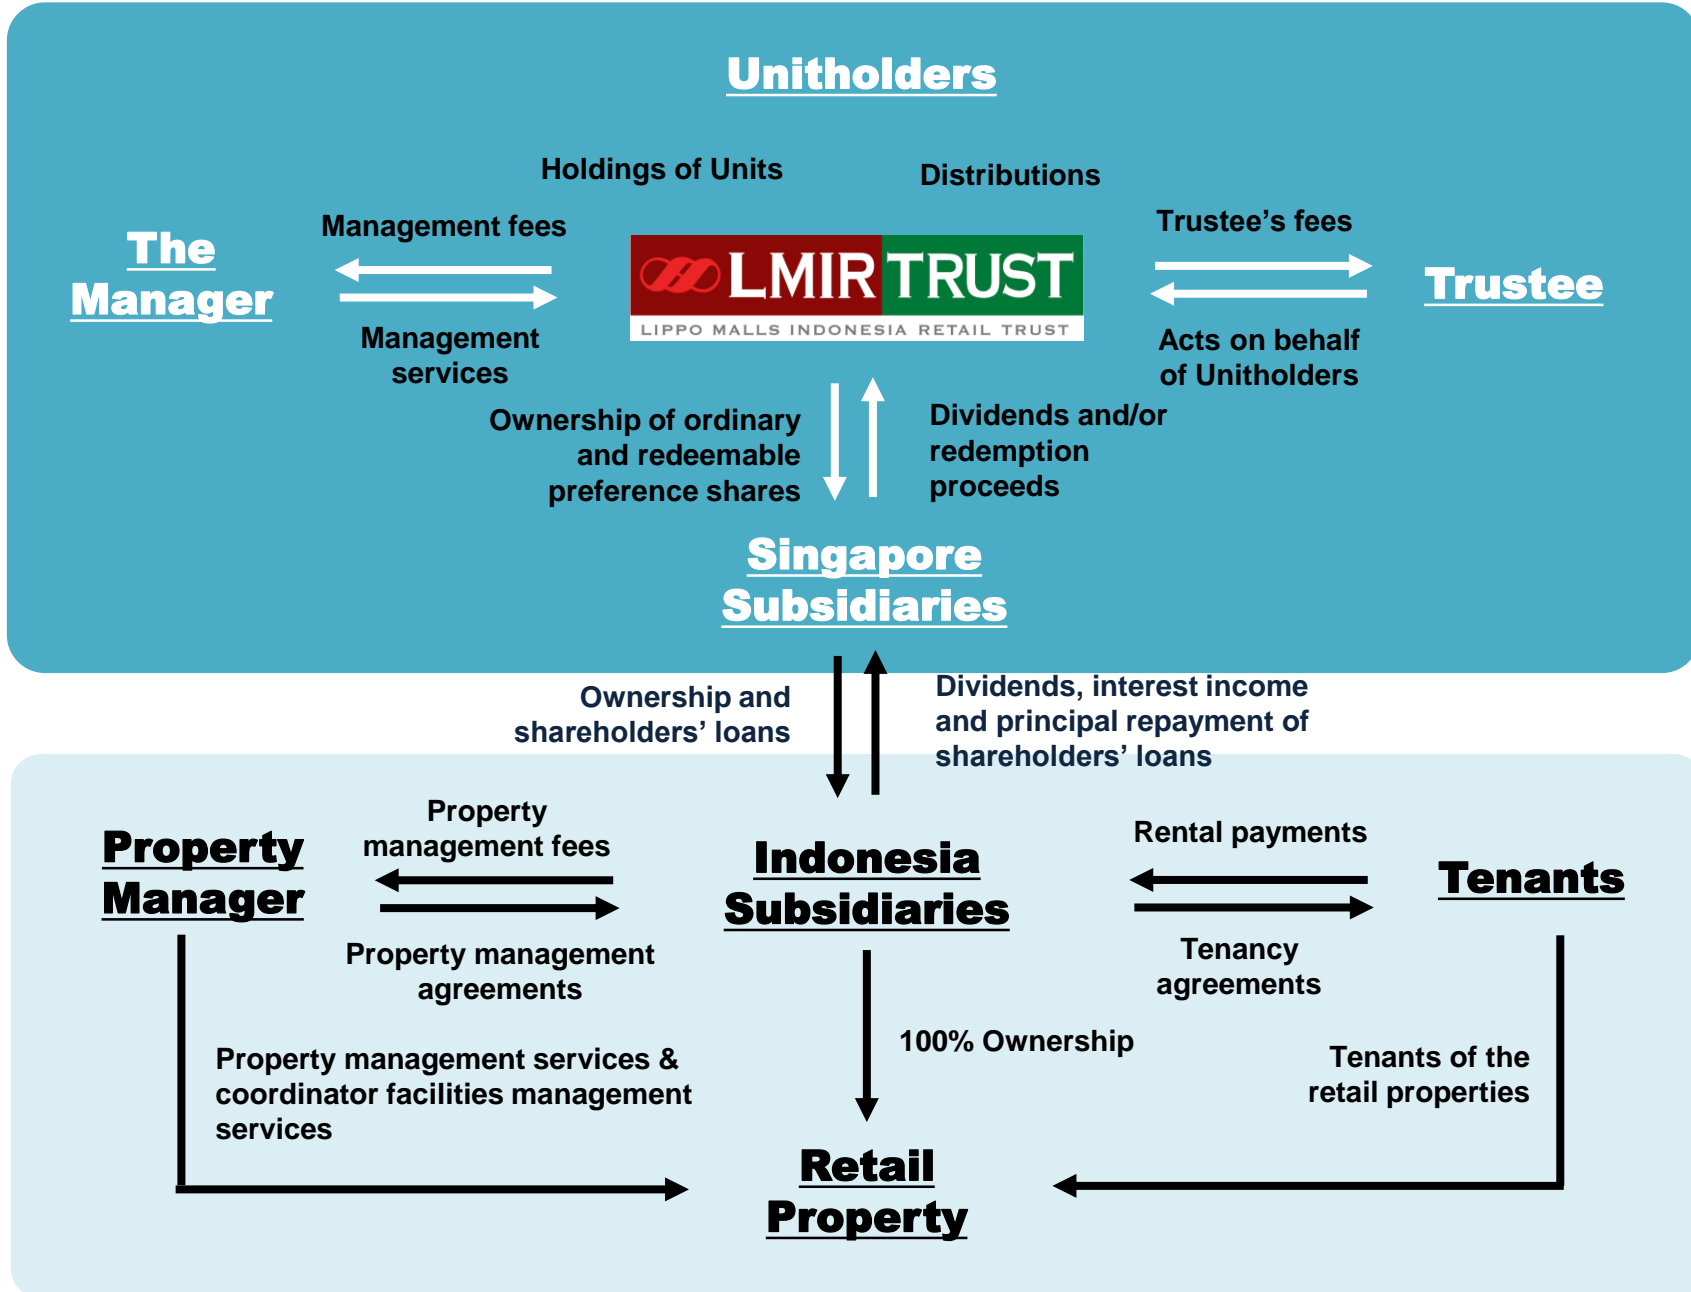 Unitholders
Holdings of Units
Distributions
Management fees
Trustee’s fees
The
Manager
LMIR TRUST
LIPPO MALLS INDONESIA RETAIL TRUST
Trustee
Management
services
Acts on behalf
of Unitholders
Ownership of ordinary
and redeemable
preference shares
Dividends and/or
redemption
proceeds
Singapore
Subsidiaries
Ownership and
shareholders’ loans
Dividends, interest income
and principal repayment of
shareholders’ loans
Property
management fees
Rental payments
Property
Manager
Indonesia
Subsidiaries
Tenants
Property management
agreements
Tenancy
agreements
100% Ownership
Property management services &
coordinator facilities management
services
Tenants of the
retail properties
Retail
Property